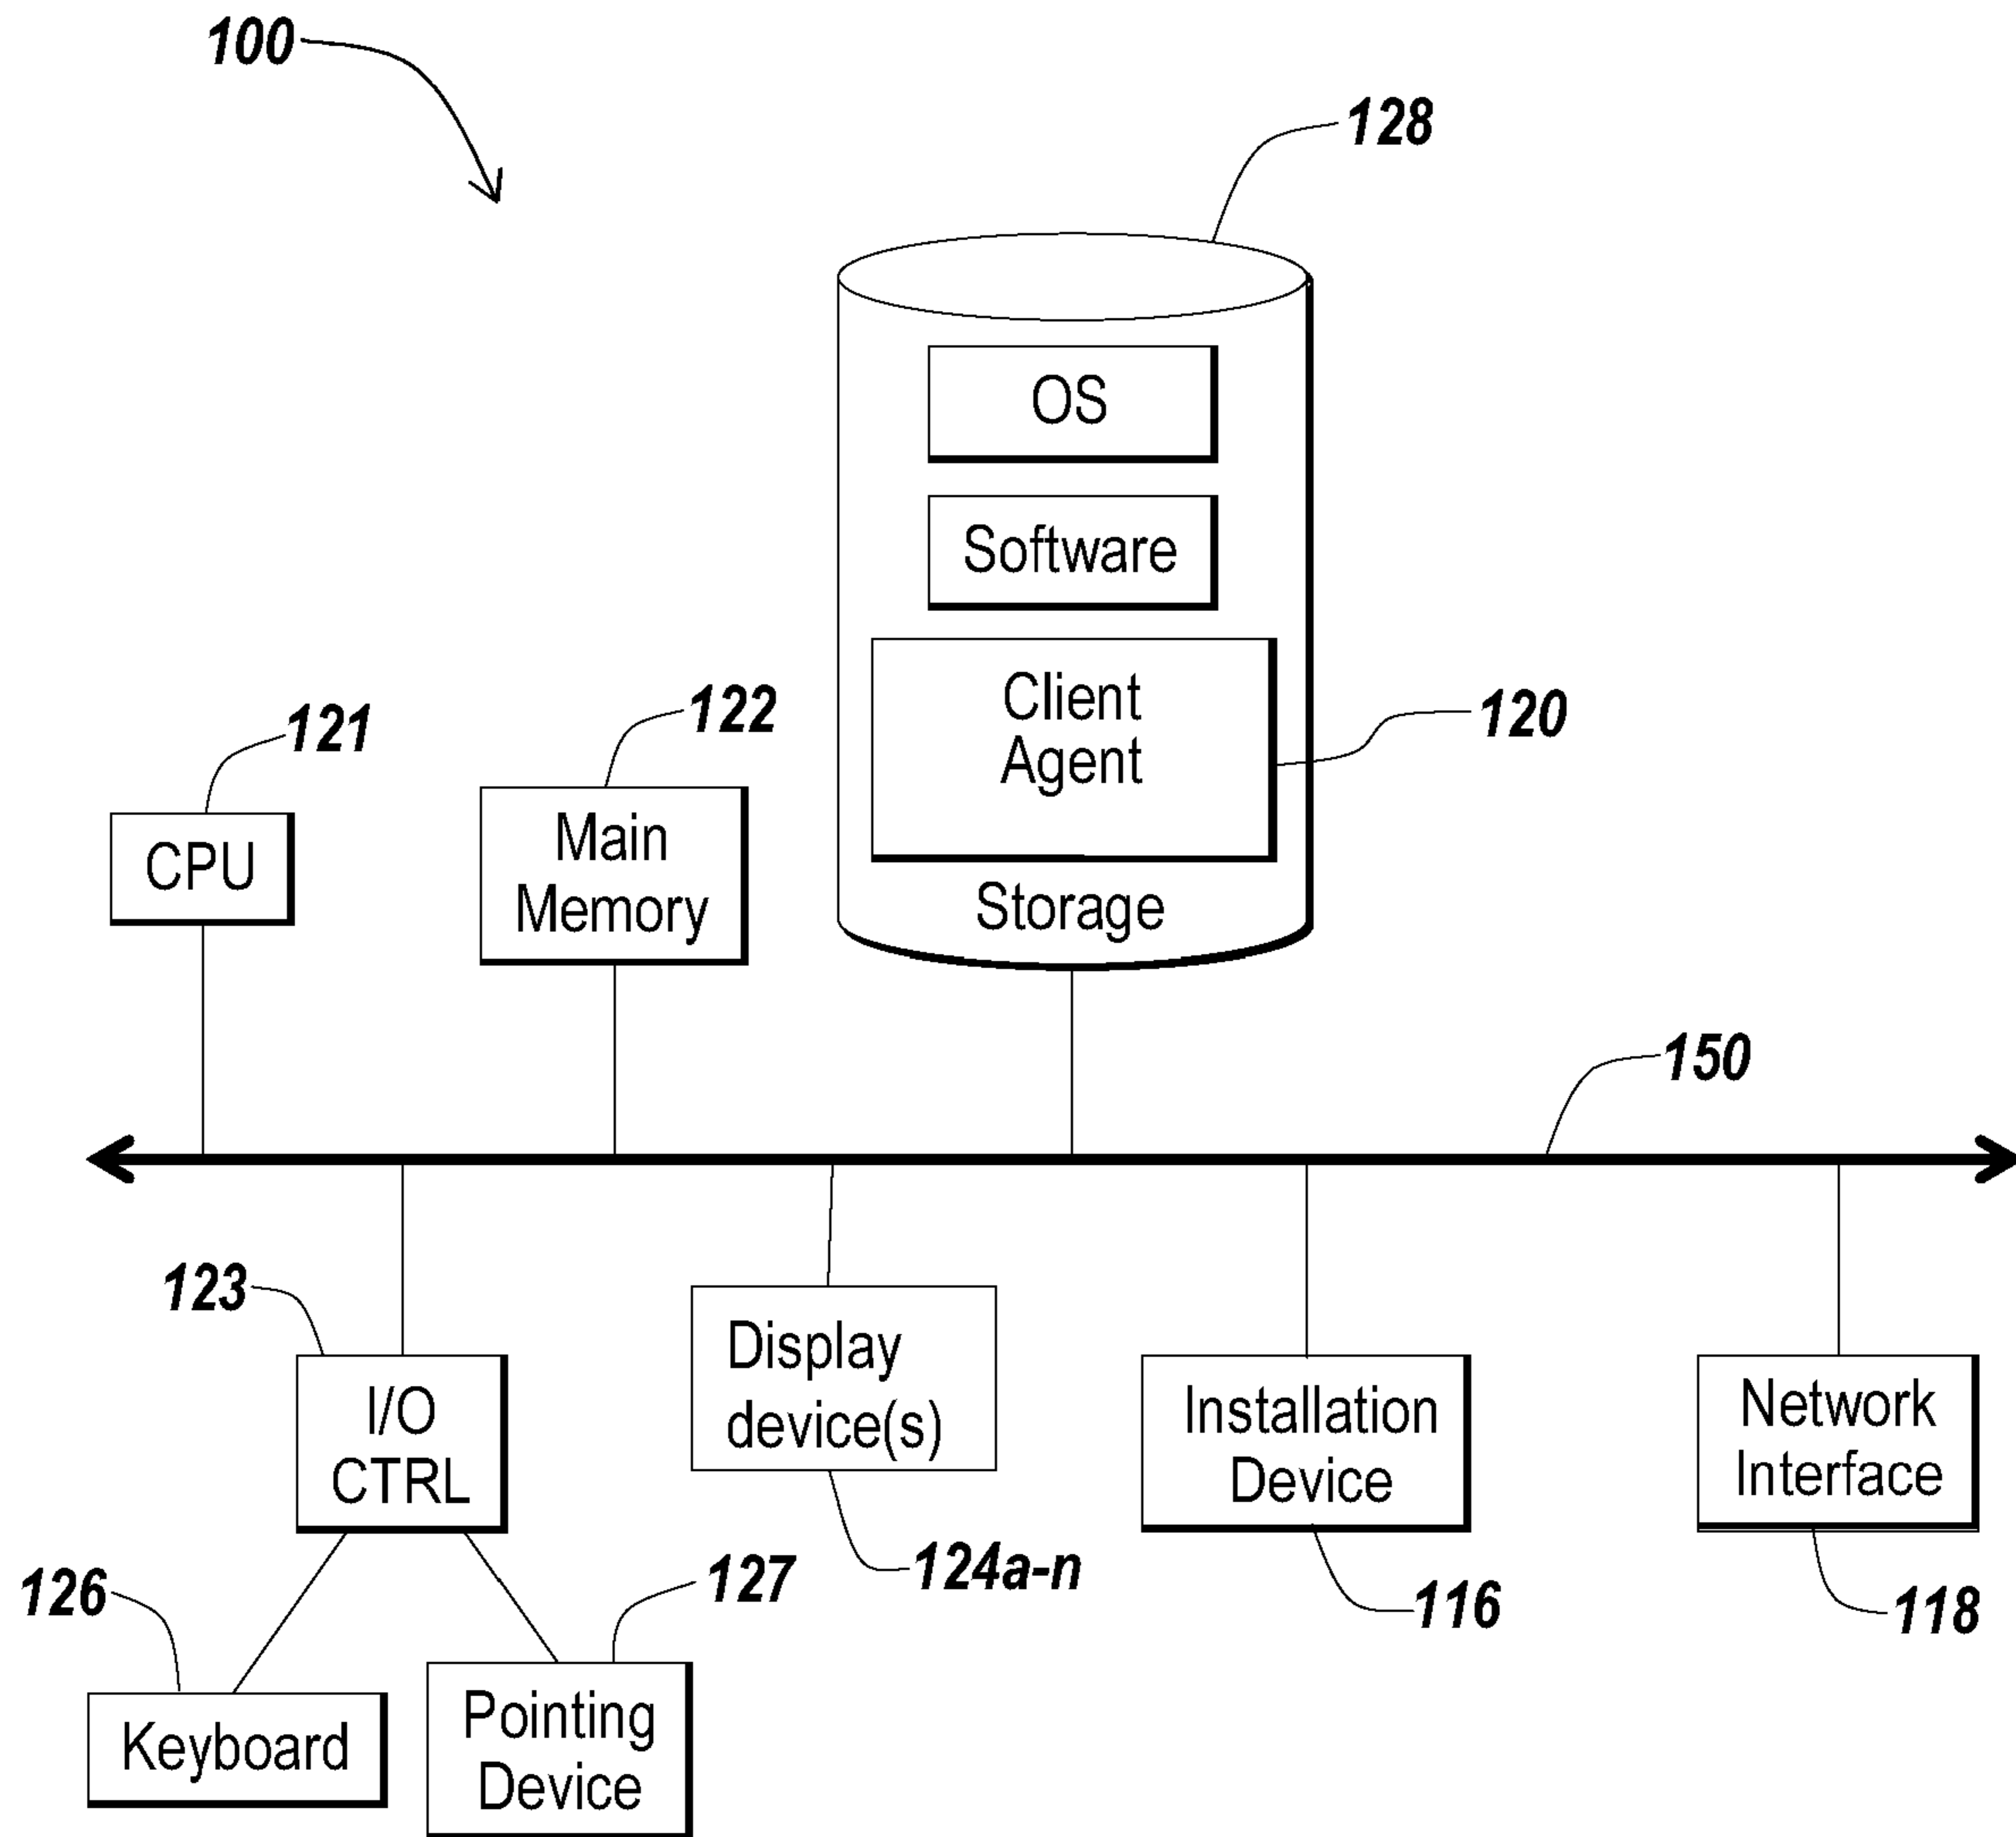 100
128
OS
Software
Client
Agent
120
Storage
121
CPU
122
Main
Memory
150
123
I/O
CTRL
Display
device(s)
124a-n
Installation
Device
116
Network
Interface
118
126
Keyboard
127
Pointing
Device